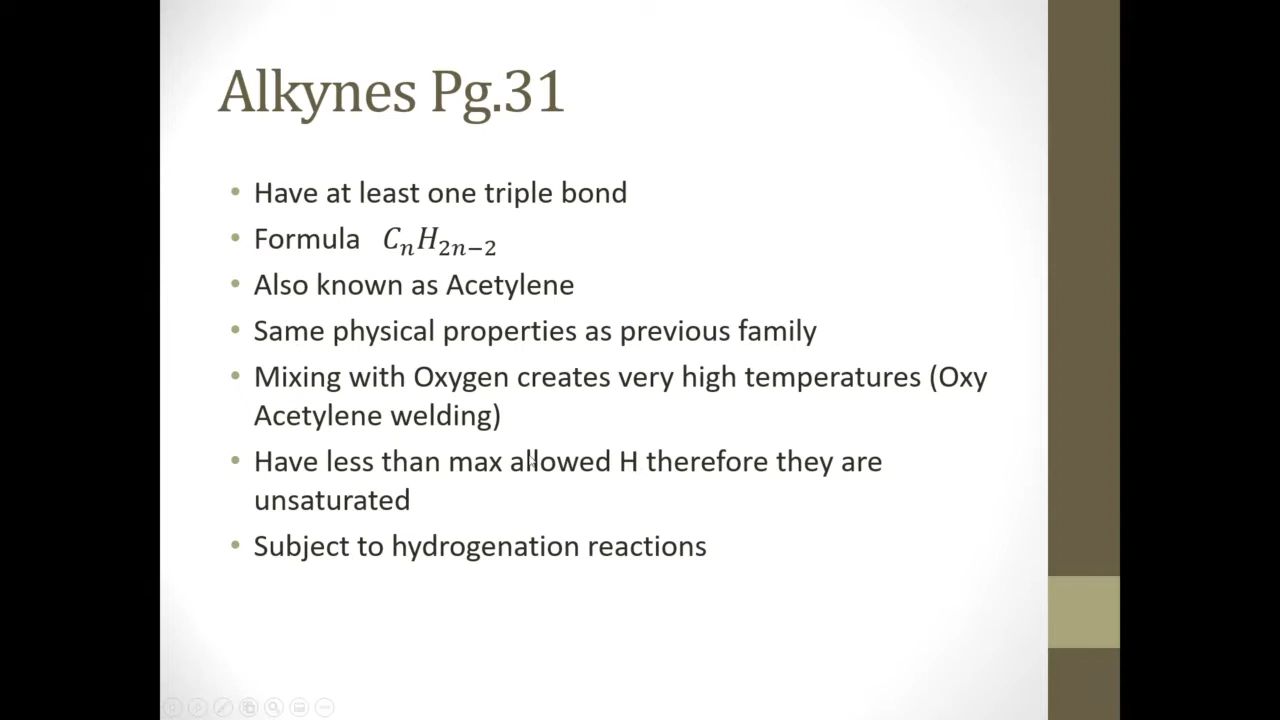 Alkynes Pg.31
• Have at least one triple bond
• Formula CₙH₂ₙ₋₂
• Also known as Acetylene
• Same physical properties as previous family
• Mixing with Oxygen creates very high temperatures (Oxy
Acetylene welding)
• Have less than max allowed H therefore they are
unsaturated
• Subject to hydrogenation reactions